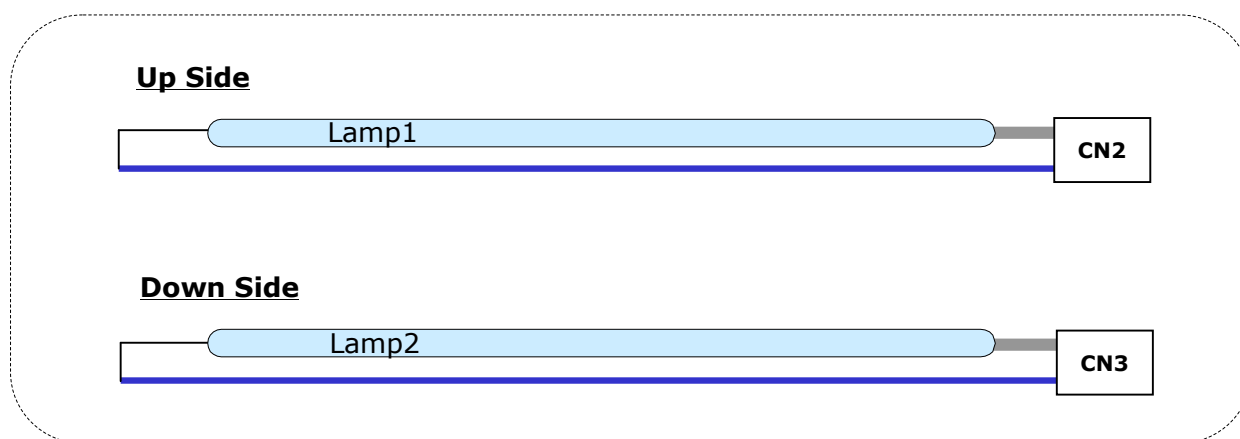 Up Side
Lamp1
CN2
Down Side
Lamp2
CN3